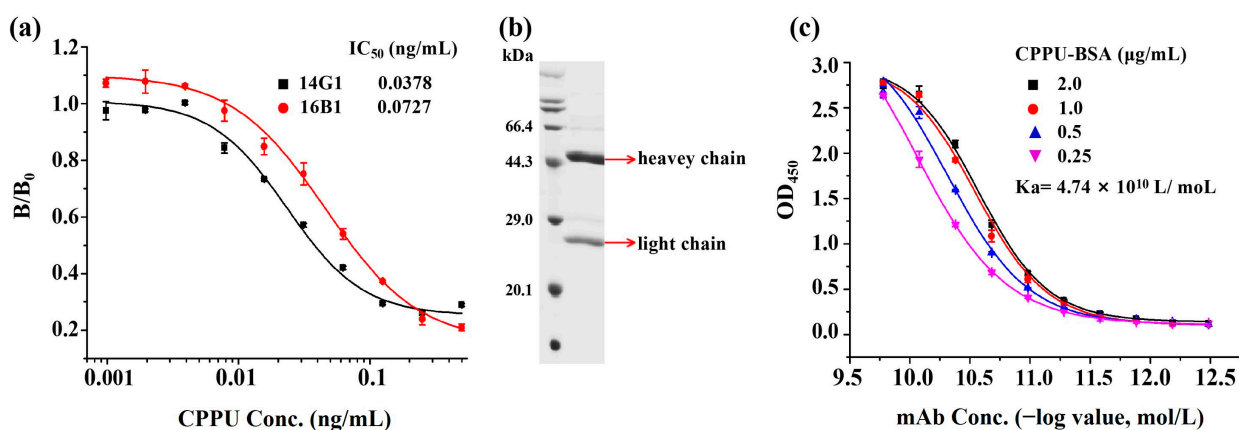 (a)
IC50 (ng/mL)
14G1 0.0378
16B1 0.0727
1.2
1.0
0.8
0.6
0.4
0.2
B/B0
0.001 0.01 0.1
CPPU Conc. (ng/mL)
(b)
kDa
66.4
44.3
29.0
20.1
heavey chain
light chain
(c)
CPPU-BSA (μg/mL)
2.0
1.0
0.5
0.25
Ka= 4.74 × 10^10 L/ moL
3.0
2.5
2.0
1.5
1.0
0.5
0.0
OD450
9.5 10.0 10.5 11.0 11.5 12.0 12.5
mAb Conc. (−log value, mol/L)